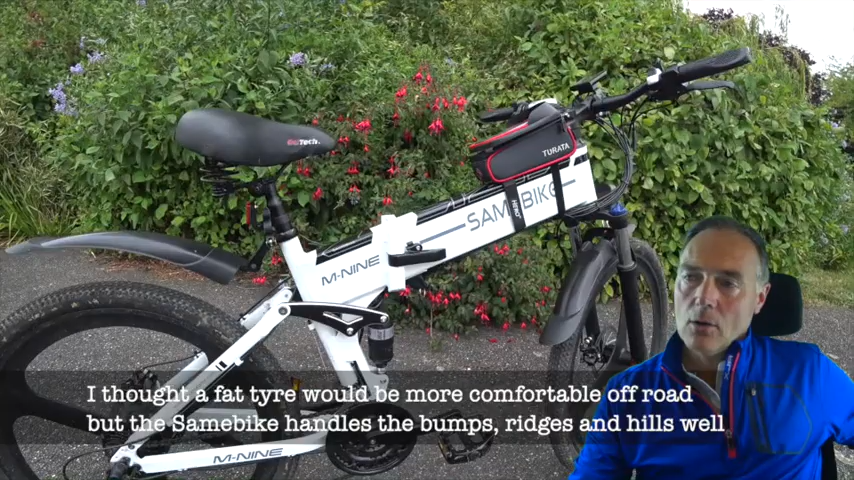 GoTech.
TURATA
SAMEBIKE
M-NINE
I thought a fat tyre would be more comfortable off road
but the Samebike handles the bumps, ridges and hills well
M-NINE